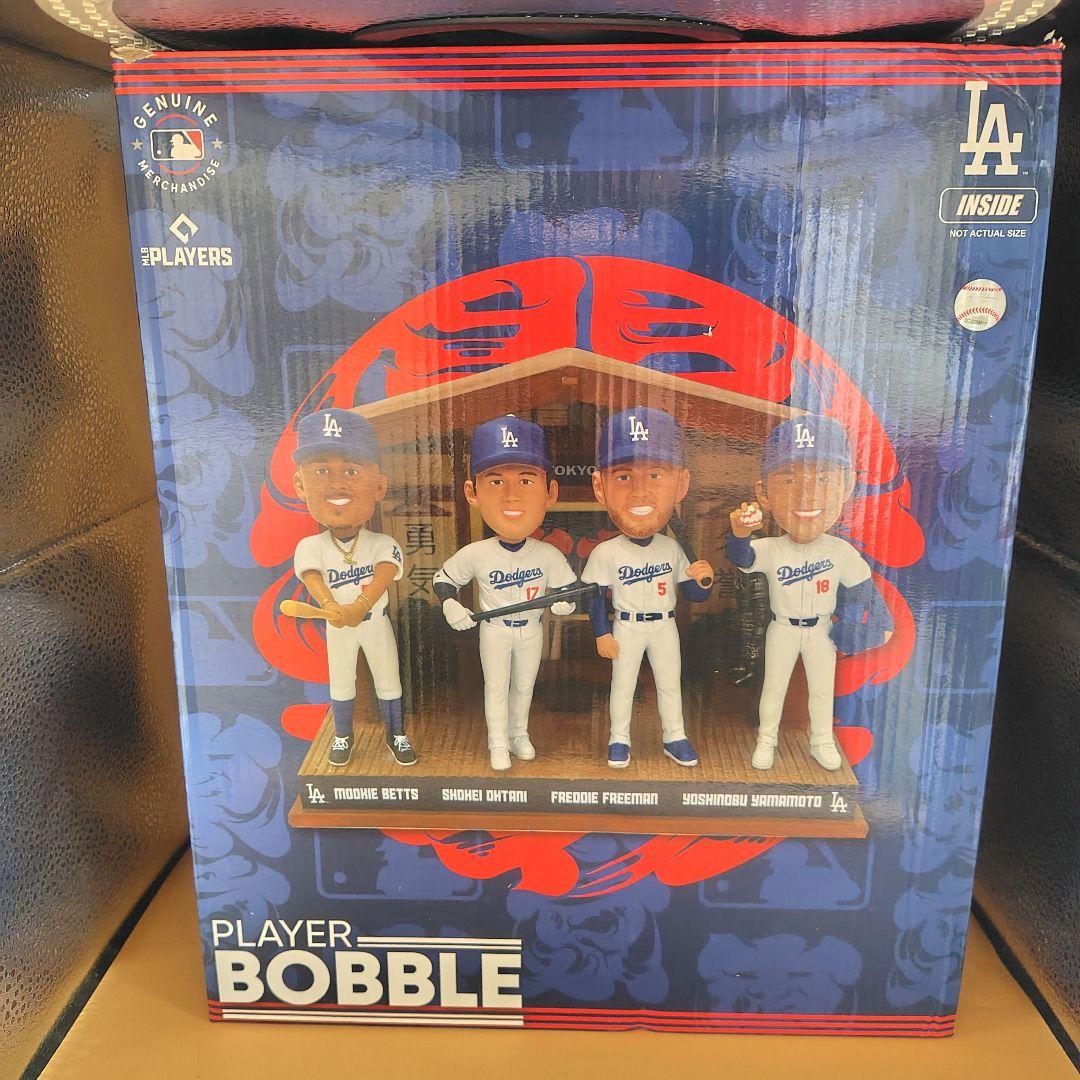 GENUINE
MERCHANDISE
MLB PLAYERS
LA
INSIDE
NOT ACTUAL SIZE
LA
LA
LA
LA
TOKYO
勇
気
Dodgers
Dodgers
17
Dodgers
5
Dodgers
18
LA MOOKIE BETTS SHOHEI OHTANI FREDDIE FREEMAN YOSHINOBU YAMAMOTO LA
PLAYER
BOBBLE